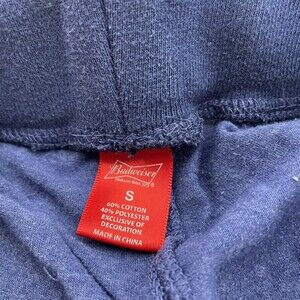 Budweiser
S
60% COTTON
40% POLYESTER
EXCLUSIVE OF
DECORATION
MADE IN CHINA